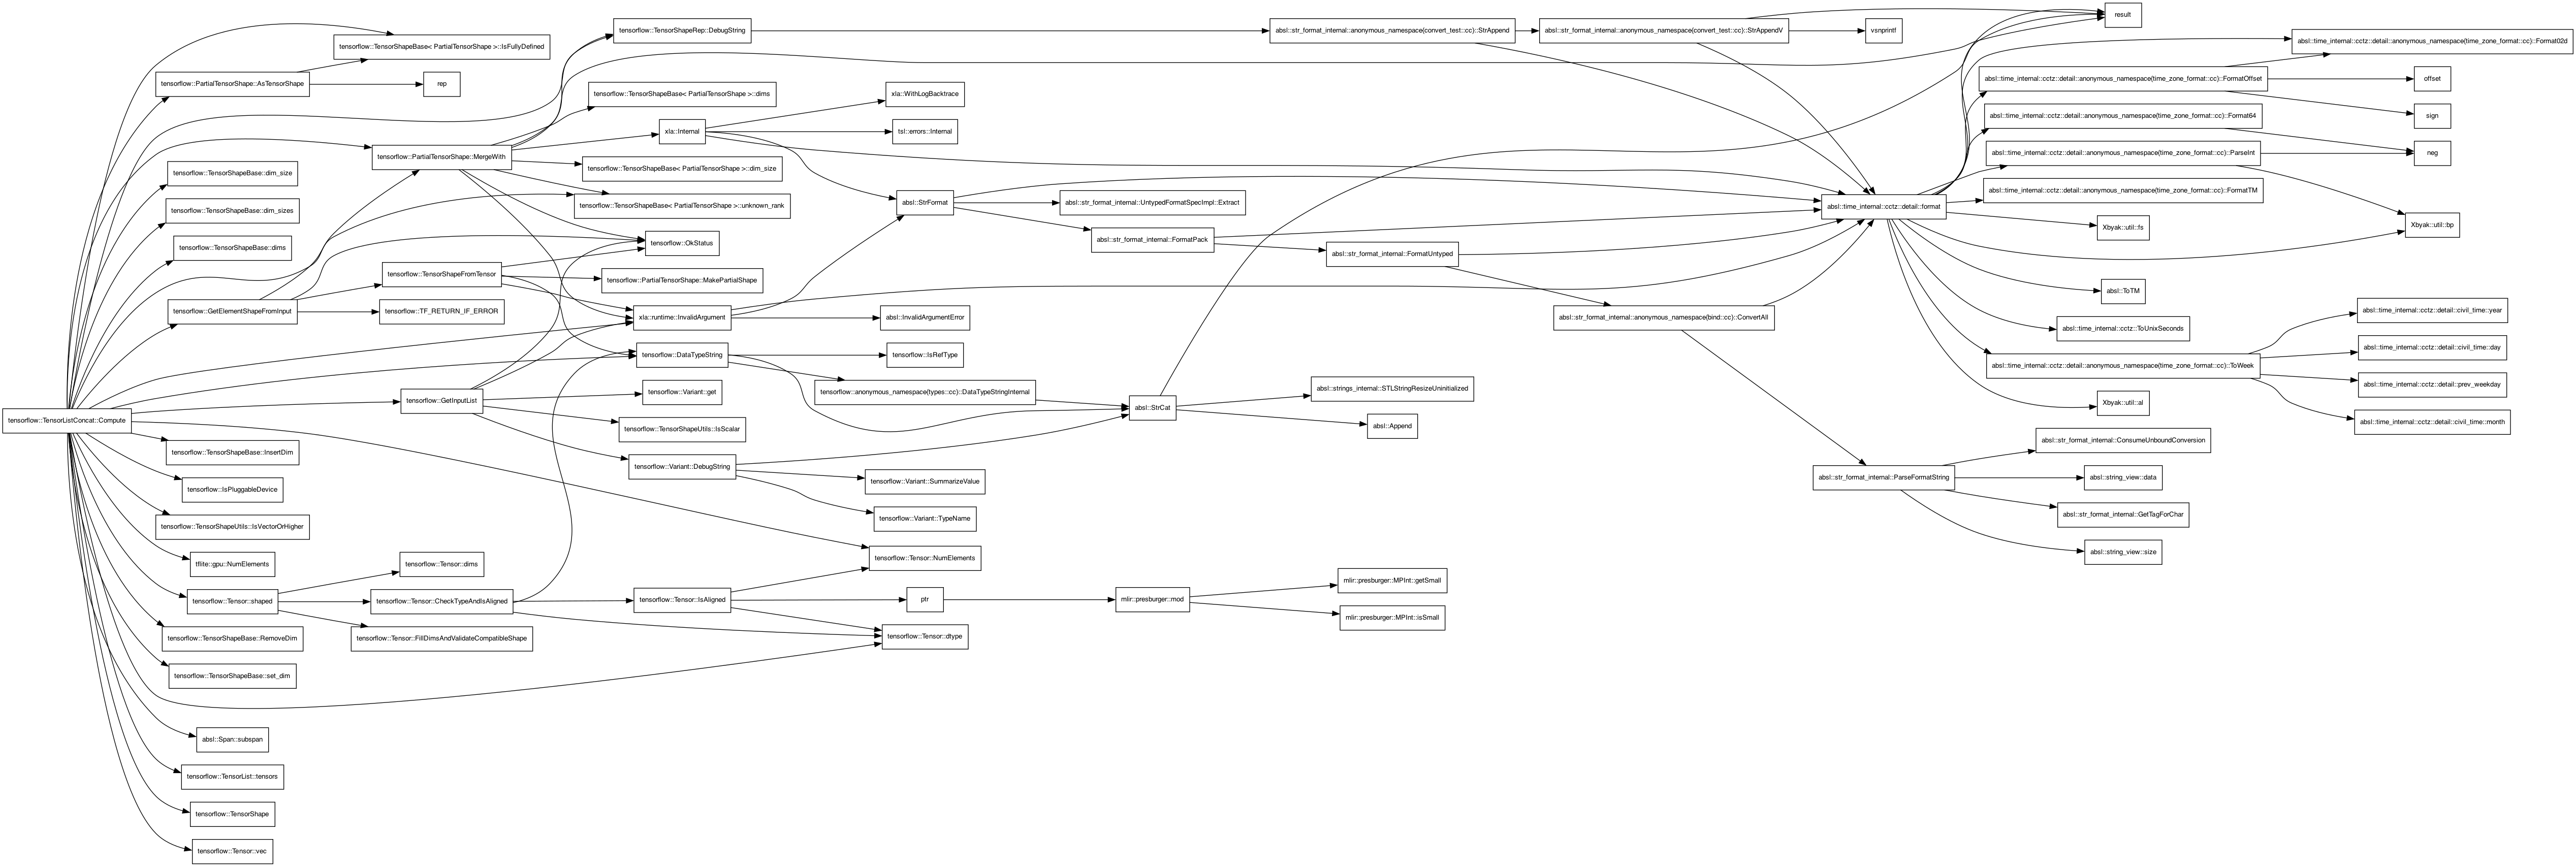 tensorflow::TensorListConcat::Compute
tensorflow::TensorShapeBase< PartialTensorShape >::IsFullyDefined
tensorflow::PartialTensorShape::AsTensorShape
rep
tensorflow::PartialTensorShape::MergeWith
tensorflow::TensorShapeBase::dim_size
tensorflow::TensorShapeBase::dim_sizes
tensorflow::TensorShapeBase::dims
tensorflow::GetElementShapeFromInput
tensorflow::TensorShapeFromTensor
tensorflow::TF_RETURN_IF_ERROR
tensorflow::GetInputList
tensorflow::TensorShapeBase::InsertDim
tensorflow::IsPluggableDevice
tensorflow::TensorShapeUtils::IsVectorOrHigher
tflite::gpu::NumElements
tensorflow::Tensor::shaped
tensorflow::Tensor::dims
tensorflow::Tensor::CheckTypeAndIsAligned
tensorflow::Tensor::FillDimsAndValidateCompatibleShape
tensorflow::TensorShapeBase::RemoveDim
tensorflow::TensorShapeBase::set_dim
absl::Span::subspan
tensorflow::TensorList::tensors
tensorflow::TensorShape
tensorflow::Tensor::vec
tensorflow::TensorShapeRep::DebugString
tensorflow::TensorShapeBase< PartialTensorShape >::dims
xla::Internal
tensorflow::TensorShapeBase< PartialTensorShape >::dim_size
tensorflow::TensorShapeBase< PartialTensorShape >::unknown_rank
tensorflow::OkStatus
tensorflow::PartialTensorShape::MakePartialShape
xla::runtime::InvalidArgument
tensorflow::DataTypeString
tensorflow::Variant::get
tensorflow::TensorShapeUtils::IsScalar
tensorflow::Variant::DebugString
tensorflow::Tensor::IsAligned
xla::WithLogBacktrace
tsl::errors::Internal
absl::StrFormat
absl::InvalidArgumentError
tensorflow::IsRefType
tensorflow::anonymous_namespace{types::cc}::DataTypeStringInternal
tensorflow::Variant::SummarizeValue
tensorflow::Variant::TypeName
tensorflow::Tensor::NumElements
ptr
tensorflow::Tensor::dtype
absl::str_format_internal::UntypedFormatSpecImpl::Extract
absl::str_format_internal::FormatPack
absl::StrCat
mlir::presburger::mod
absl::str_format_internal::anonymous_namespace{convert_test::cc}::StrAppend
absl::str_format_internal::FormatUntyped
absl::strings_internal::STLStringResizeUninitialized
absl::Append
mlir::presburger::MPInt::getSmall
mlir::presburger::MPInt::isSmall
absl::str_format_internal::anonymous_namespace{convert_test::cc}::StrAppendV
absl::str_format_internal::anonymous_namespace{bind::cc}::ConvertAll
vsnprintf
absl::time_internal::cctz::detail::format
absl::str_format_internal::ParseFormatString
result
absl::time_internal::cctz::detail::anonymous_namespace{time_zone_format::cc}::Format02d
absl::time_internal::cctz::detail::anonymous_namespace{time_zone_format::cc}::FormatOffset
offset
sign
absl::time_internal::cctz::detail::anonymous_namespace{time_zone_format::cc}::Format64
absl::time_internal::cctz::detail::anonymous_namespace{time_zone_format::cc}::ParseInt
neg
absl::time_internal::cctz::detail::anonymous_namespace{time_zone_format::cc}::FormatTM
Xbyak::util::fs
Xbyak::util::bp
absl::ToTM
absl::time_internal::cctz::ToUnixSeconds
absl::time_internal::cctz::detail::anonymous_namespace{time_zone_format::cc}::ToWeek
absl::time_internal::cctz::detail::civil_time::year
absl::time_internal::cctz::detail::civil_time::day
absl::time_internal::cctz::detail::prev_weekday
absl::time_internal::cctz::detail::civil_time::month
Xbyak::util::al
absl::str_format_internal::ConsumeUnboundConversion
absl::string_view::data
absl::str_format_internal::GetTagForChar
absl::string_view::size